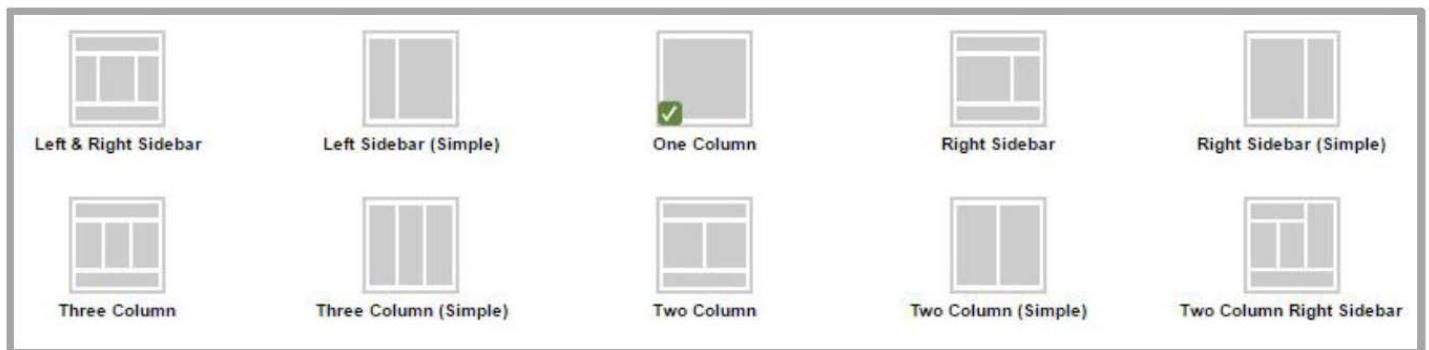 Left & Right Sidebar
Left Sidebar (Simple)
One Column
Right Sidebar
Right Sidebar (Simple)
Three Column
Three Column (Simple)
Two Column
Two Column (Simple)
Two Column Right Sidebar